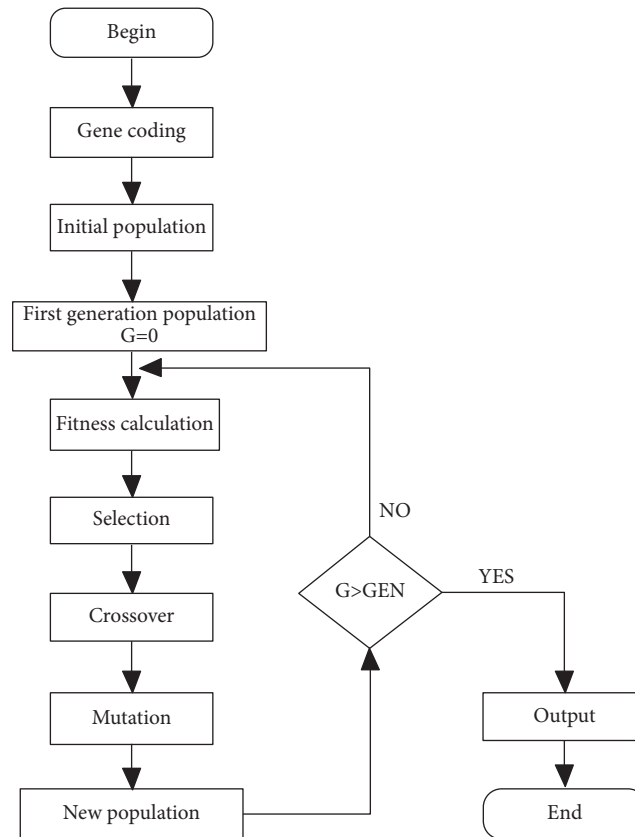 Begin
Gene coding
Initial population
First generation population
G=0
Fitness calculation
Selection
Crossover
Mutation
New population
NO
G>GEN
YES
Output
End